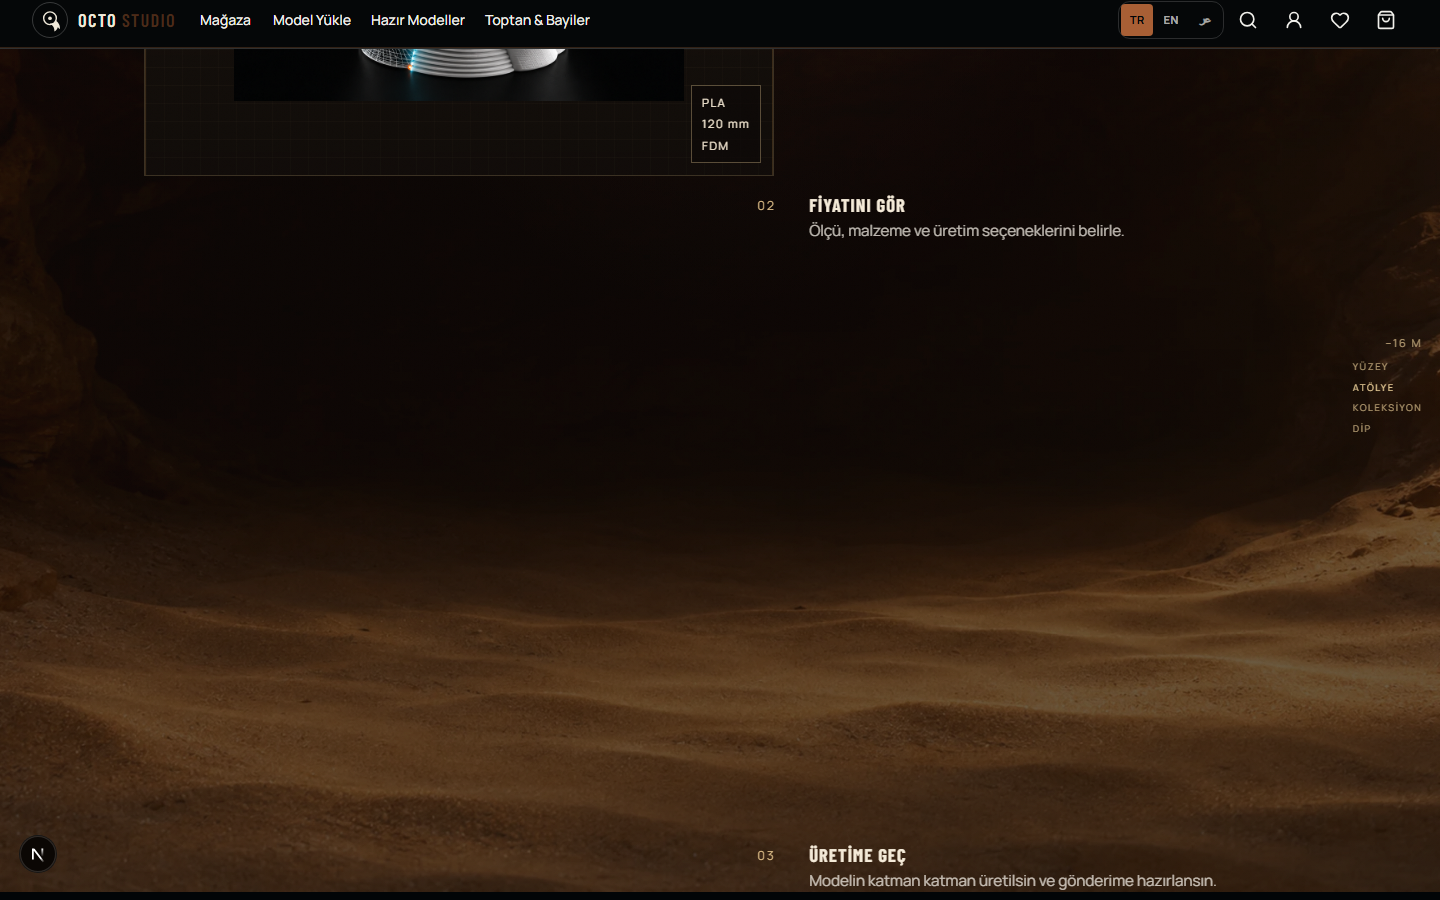 OCTO STUDIO
Mağaza
Model Yükle
Hazır Modeller
Toptan & Bayiler
TR
EN
عر
PLA
120 mm
FDM
02
FİYATINI GÖR
Ölçü, malzeme ve üretim seçeneklerini belirle.
-16 M
YÜZEY
ATÖLYE
KOLEKSİYON
DİP
N
03
ÜRETİME GEÇ
Modelin katman katman üretilsin ve gönderime hazırlansın.